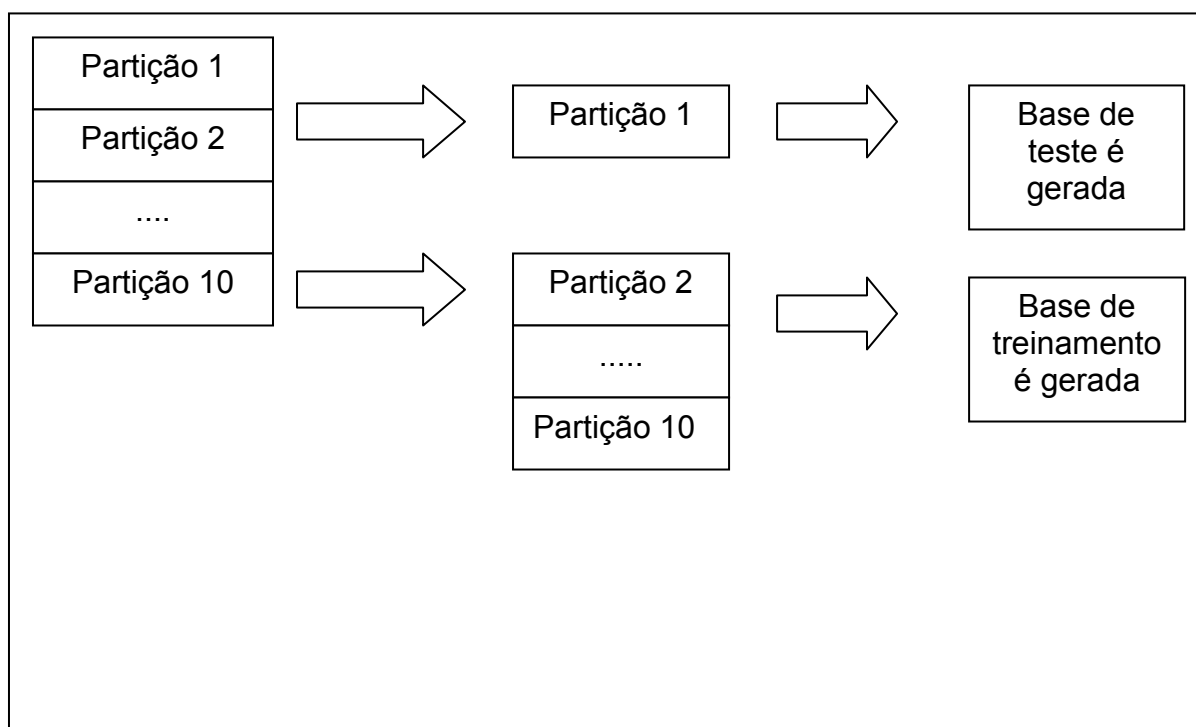 Partição 1
Partição 2
....
Partição 10
Partição 1
Partição 2
.....
Partição 10
Base de
teste é
gerada
Base de
treinamento
é gerada